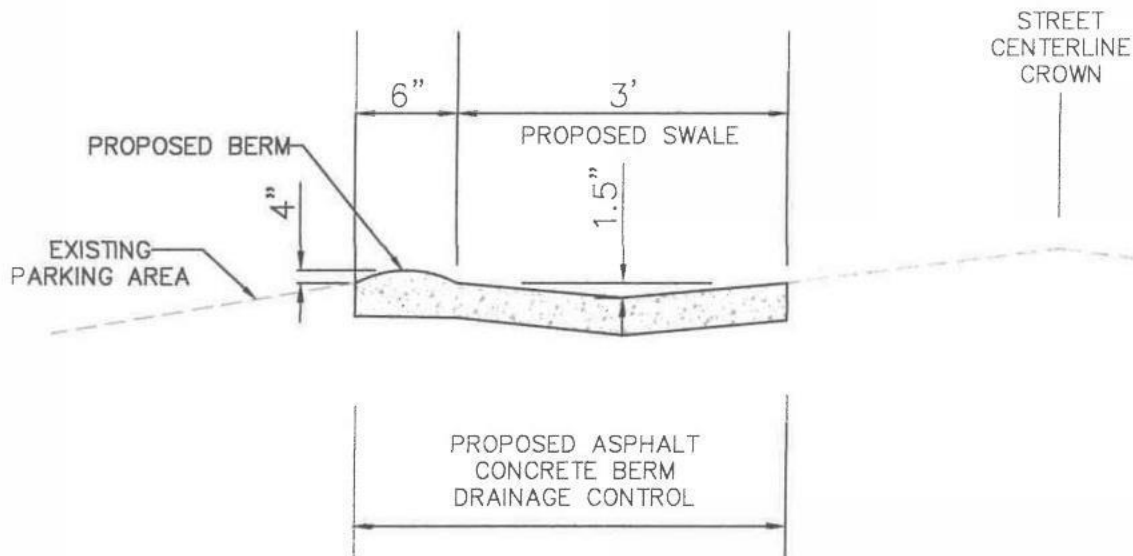 STREET
CENTERLINE
CROWN
6"
3'
PROPOSED BERM
PROPOSED SWALE
4"
1.5"
EXISTING
PARKING AREA
PROPOSED ASPHALT
CONCRETE BERM
DRAINAGE CONTROL